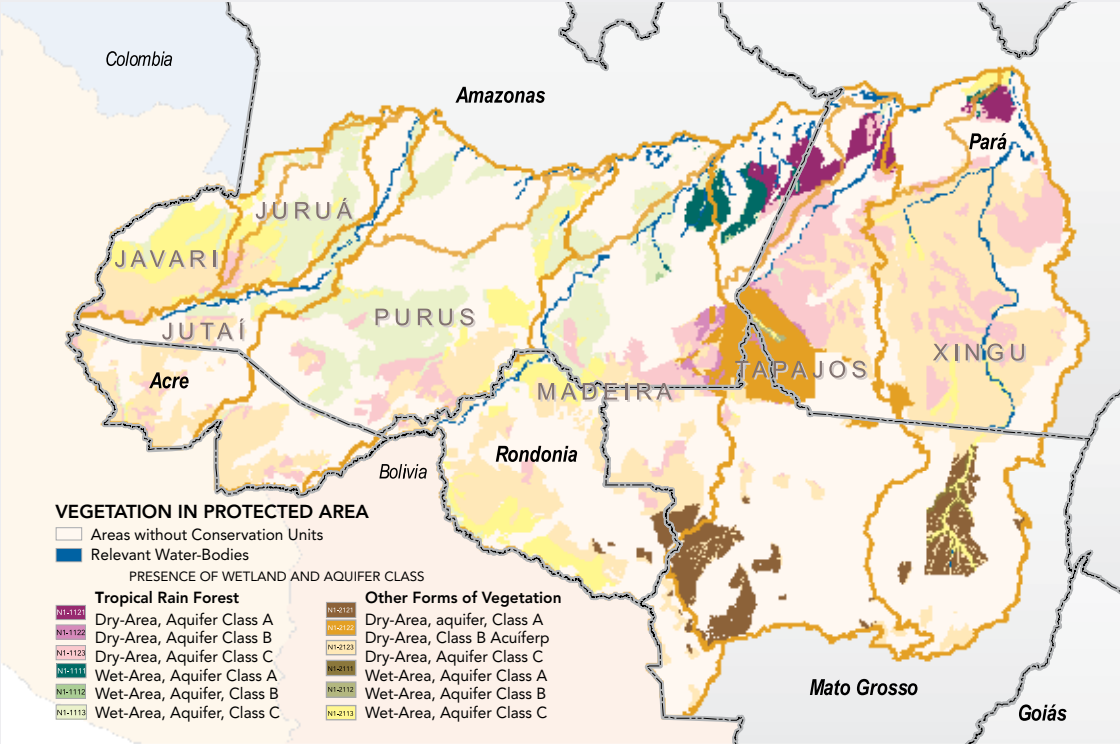 Colombia
Amazonas
Pará
JURUÁ
JAVARI
PURUS
JUTAÍ
XINGU
TAPAJOS
Acre
MADEIRA
Rondonia
Bolivia
Mato Grosso
Goiás
VEGETATION IN PROTECTED AREA
Areas without Conservation Units
Relevant Water-Bodies
PRESENCE OF WETLAND AND AQUIFER CLASS
Tropical Rain Forest
N1-1121 Dry-Area, Aquifer Class A
N1-1122 Dry-Area, Aquifer Class B
N1-1123 Dry-Area, Aquifer Class C
N1-1111 Wet-Area, Aquifer Class A
N1-1112 Wet-Area, Aquifer, Class B
N1-1113 Wet-Area, Aquifer, Class C
Other Forms of Vegetation
N1-2121 Dry-Area, aquifer, Class A
N1-2122 Dry-Area, Class B Acuíferp
N1-2123 Dry-Area, Aquifer Class C
N1-2111 Wet-Area, Aquifer Class A
N1-2112 Wet-Area, Aquifer Class B
N1-2113 Wet-Area, Aquifer Class C